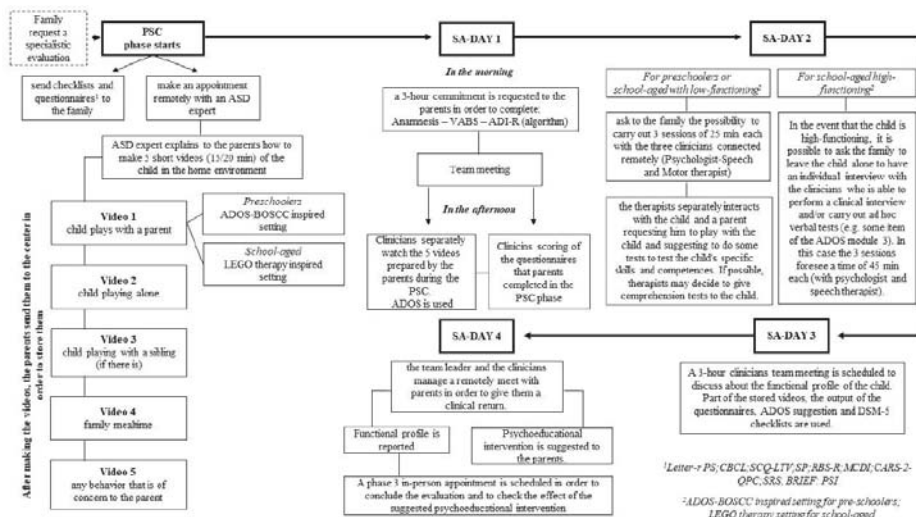 Family
request a
specialistic
evaluation
PSC
phase starts
send checklists and
questionnaires¹ to
the family
make an
appointment
remotely with an ASD
expert
ASD expert explains to the parents how to
make 5 short videos (15/20 min) of the
child in the home environment
After making the videos, the parents send them to the center in
order to store them
Video 1
child plays with a parent
Preschoolers
ADOS-BOSCC inspired
setting
School-aged
LEGO therapy inspired
setting
Video 2
child playing alone
Video 3
child playing with a sibling
(if there is)
Video 4
family mealtime
Video 5
any behavior that is
of concern to the parent
SA-DAY 1
In the morning
a 3-hour commitment is requested to the
parents in order to complete:
Anamnesis – VABS – ADI-R (algorithm)
Team meeting
In the afternoon
Clinicians separately
watch the 5 videos
prepared by the
parents during the
PSC.
ADOS is used
Clinicins scoring of
the questionnaires
that parents
completed in the
PSC phase
SA-DAY 2
For preschoolers or
school-aged with low-functioning²
ask to the family the possibility to
carry out 3 sessions of 25 min each
with the three clinicians connected
remotely (Psychologist-Speech
and Motor therapist)
the therapists separately interacts
with the child and a parent
requesting him to play with the
child and suggesting to do some
tests to test the child's specific
skills and competences. If possible,
therapists may decide to give
comprehension tests to the child.
For school-aged high-
functioning²
In the event that the child is
high-functioning, it is
possible to ask the family to
leave the child alone to have
an individual interview with
the clinicians who is able to
perform a clinical interview
and/or carry out ad hoc
verbal tests (e.g. some item
of the ADOS module 3). In
this case the 3 sessions
foresee a time of 45 min
each (with psychologist and
speech therapist).
SA-DAY 3
A 3-hour clinicians team meeting is scheduled to
discuss about the functional profile of the child.
Part of the stored videos, the output of the
questionnaires, ADOS suggestion and DSM-5
checklists are used.
SA-DAY 4
the team leader and the clinicians
manage a remotely meet with
parents in order to give them a
clinical return.
Functional profile is
reported
Psychoeducational
intervention is suggested to
the parents.
A phase 3 in-person appointment is scheduled in order to
conclude the evaluation and to check the effect of the
suggested psychoeducational intervention
¹Letter-r PS; CBCL; SCQ-LTV; SP; RBS-R; MCDI; CARS-2-
QPC; SRS; BRIEF; PSI
²ADOS-BOSCC inspired setting for pre-schoolers;
LEGO therapy setting for school-aged